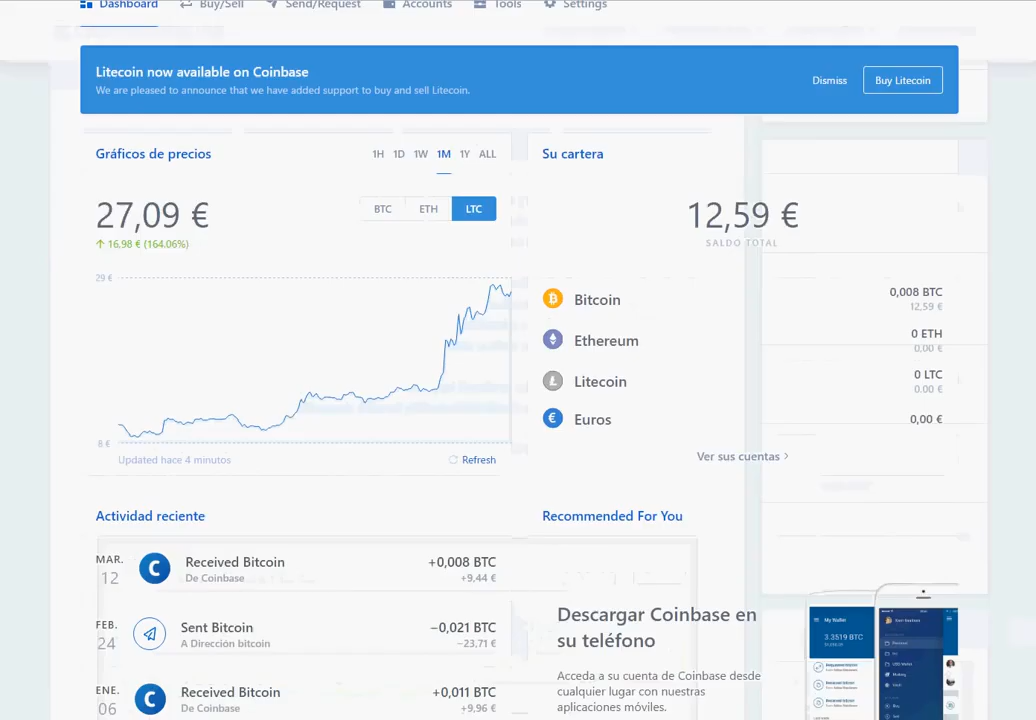 Dashboard Buy/Sell Send/Request Accounts Tools Settings
Litecoin now available on Coinbase
We are pleased to announce that we have added support to buy and sell Litecoin.
Dismiss Buy Litecoin
Gráficos de precios 1H 1D 1W 1M 1Y ALL
27,09 € BTC ETH LTC
↑ 16,98 € (164.06%)
29 €
8 €
Updated hace 4 minutos Refresh
Su cartera
12,59 €
SALDO TOTAL
Bitcoin 0,008 BTC
12,59 €
Ethereum 0 ETH
0,00 €
Litecoin 0 LTC
0.00 €
Euros 0,00 €
Ver sus cuentas >
Actividad reciente
MAR. 12 Received Bitcoin +0,008 BTC
De Coinbase +9,44 €
FEB. 24 Sent Bitcoin −0,021 BTC
A Dirección bitcoin −23,71 €
ENE. 06 Received Bitcoin +0,011 BTC
De Coinbase +9,96 €
Recommended For You
Descargar Coinbase en
su teléfono
Acceda a su cuenta de Coinbase desde
cualquier lugar con nuestras
aplicaciones móviles.
My Wallet
3.3519 BTC